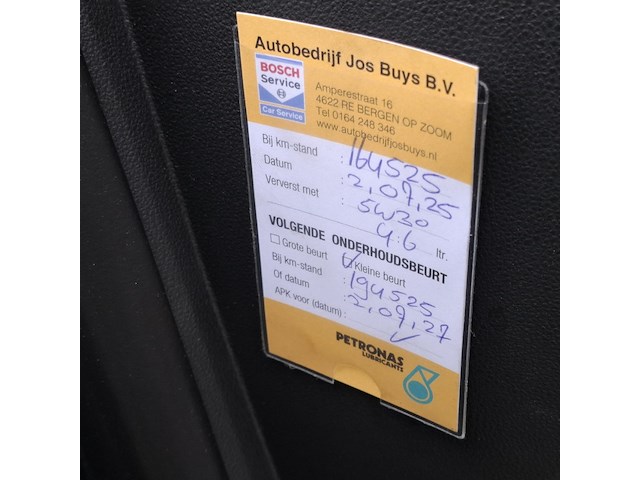 Autobedrijf Jos Buys B.V.
BOSCH
Service
Car Service
Amperestraat 16
4622 RE BERGEN OP ZOOM
Tel 0164 248 346
www.autobedrijfjosbuys.nl
Bij km-stand : 164525
Datum : 2,07,25
Ververst met : 5W30
4.6 ltr.
VOLGENDE ONDERHOUDSBEURT
Grote beurt Kleine beurt
Bij km-stand : 194525
Of datum : 2,07,27
APK voor (datum) :
PETRONAS
LUBRICANTS